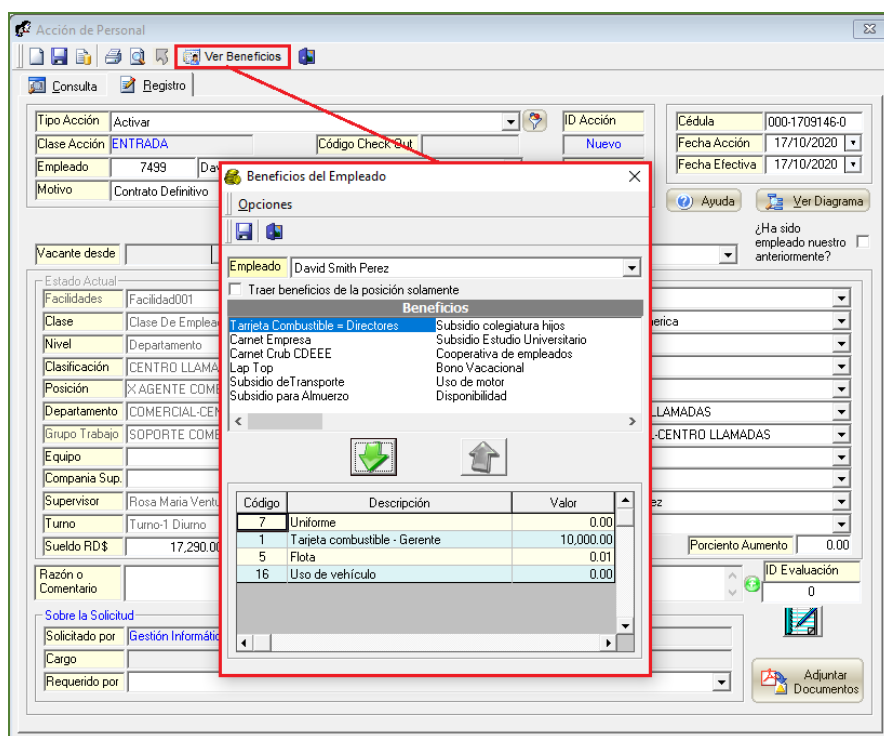 Acción de Personal
Ver Beneficios
Consulta Registro
Tipo Acción Activar ID Acción Cédula 000-1709146-0
Clase Acción ENTRADA Código Check Out Nuevo Fecha Acción 17/10/2020
Empleado 7499 Fecha Efectiva 17/10/2020
Motivo Contrato Definitivo
Ayuda Ver Diagrama
Vacante desde
¿Ha sido
empleado nuestro
anteriormente?
Beneficios del Empleado
Opciones
Empleado David Smith Perez
Traer beneficios de la posición solamente
Beneficios
Tarrjeta Combustible = Directores Subsidio colegiatura hijos
Carnet Empresa Subsidio Estudio Universitario
Carnet Crub CDEEE Cooperativa de empleados
Lap Top Bono Vacacional
Subsidio deTransporte Uso de motor
Subsidio para Almuerzo Disponibilidad
Código Descripción Valor
7 Uniforme 0.00
1 Tarjeta combustible - Gerente 10,000.00
5 Flota 0.01
16 Uso de vehículo 0.00
Estado Actual
Facilidades Facilidad001
Clase Clase De
Nivel Departamento
Clasificación CENTRO
Posición X AGENTE
Departamento LLAMADAS
Grupo Trabajo SOPORTE CENTRO LLAMADAS
Equipo
Compania Sup.
Supervisor Rosa Maria
Turno Turno-1 Diurno
Sueldo RD$ 17,290.00 Porciento Aumento 0.00
Razón o
Comentario
ID Evaluación
0
Sobre la Solicitud
Solicitado por Gestión
Cargo
Requerido por
Adjuntar
Documentos